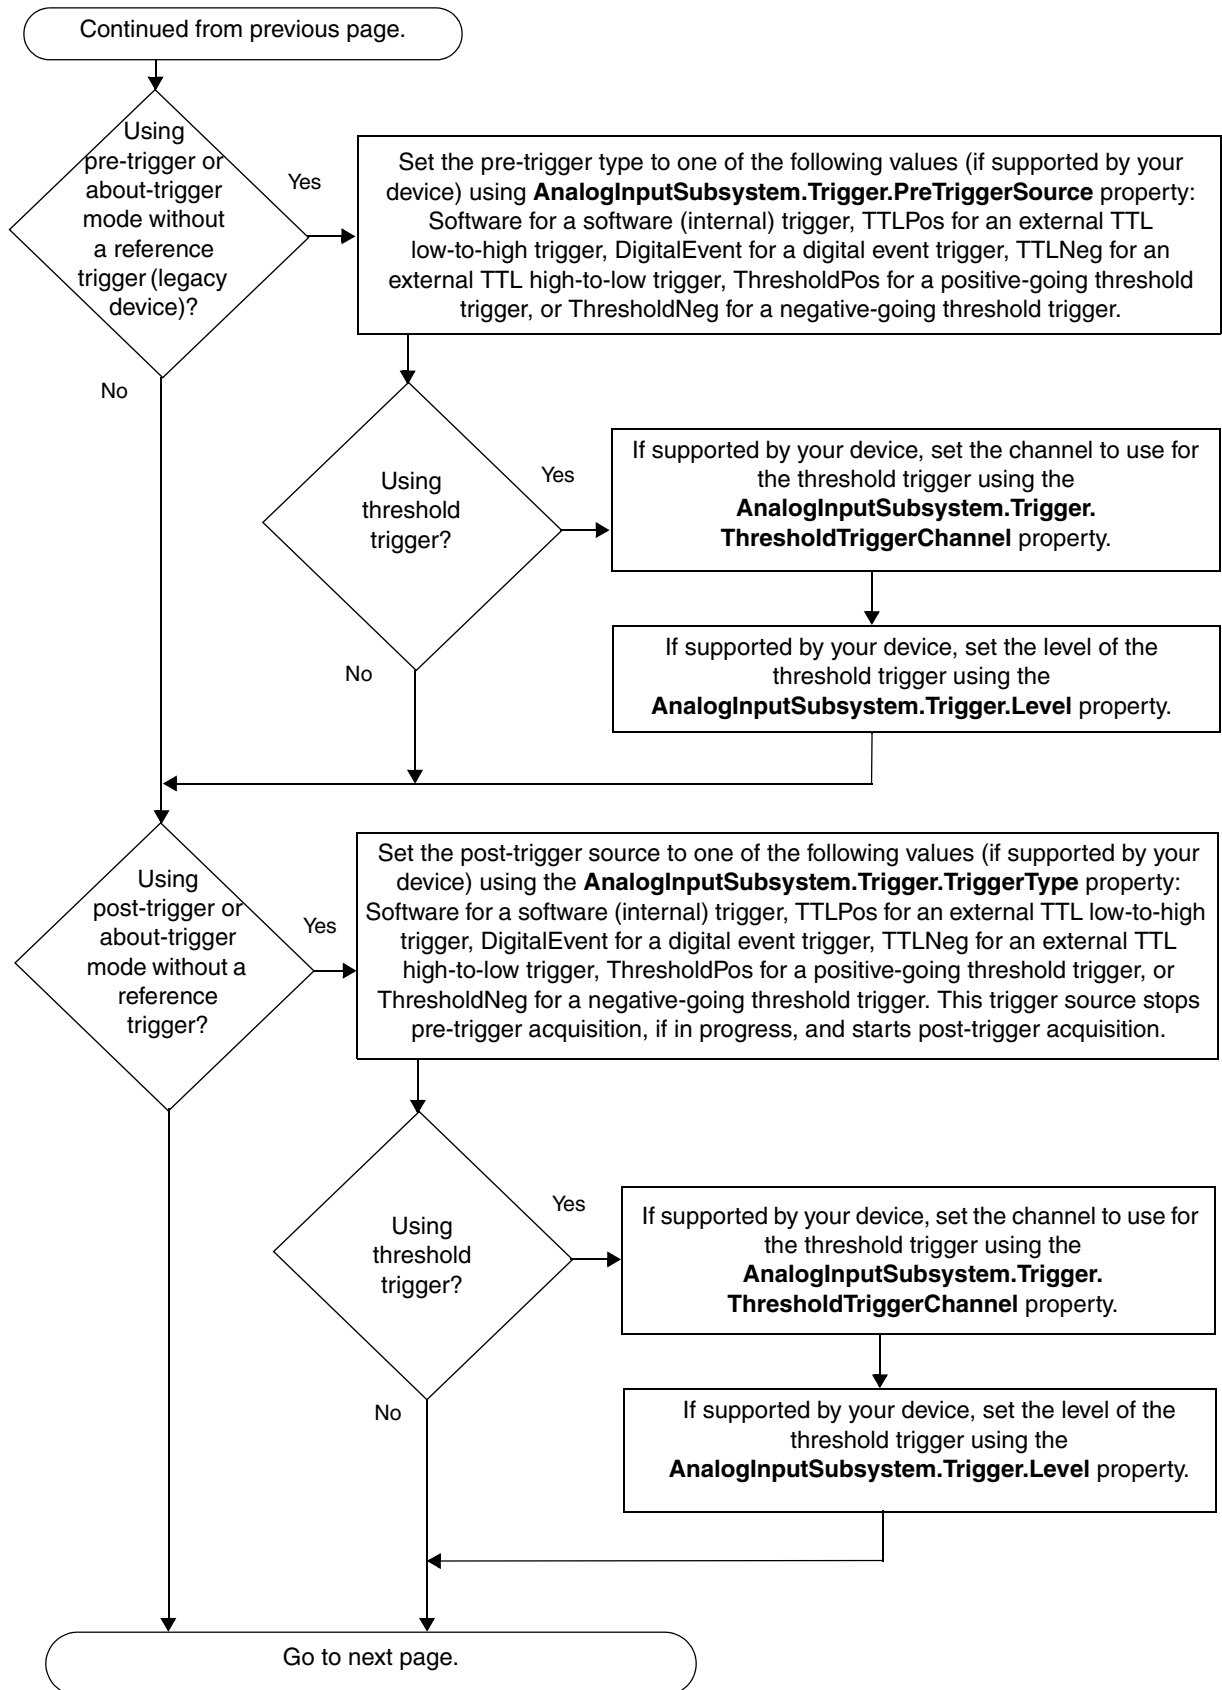 Continued from previous page.
Using
pre-trigger or
about-trigger
mode without
a reference
trigger (legacy
device)?
Yes
Set the pre-trigger type to one of the following values (if supported by your
device) using AnalogInputSubsystem.Trigger.PreTriggerSource property:
Software for a software (internal) trigger, TTLPos for an external TTL
low-to-high trigger, DigitalEvent for a digital event trigger, TTLNeg for an
external TTL high-to-low trigger, ThresholdPos for a positive-going threshold
trigger, or ThresholdNeg for a negative-going threshold trigger.
No
Using
threshold
trigger?
Yes
If supported by your device, set the channel to use for
the threshold trigger using the
AnalogInputSubsystem.Trigger.
ThresholdTriggerChannel property.
If supported by your device, set the level of the
threshold trigger using the
AnalogInputSubsystem.Trigger.Level property.
No
Using
post-trigger or
about-trigger
mode without a
reference
trigger?
Yes
Set the post-trigger source to one of the following values (if supported by your
device) using the AnalogInputSubsystem.Trigger.TriggerType property:
Software for a software (internal) trigger, TTLPos for an external TTL low-to-high
trigger, DigitalEvent for a digital event trigger, TTLNeg for an external TTL
high-to-low trigger, ThresholdPos for a positive-going threshold trigger, or
ThresholdNeg for a negative-going threshold trigger. This trigger source stops
pre-trigger acquisition, if in progress, and starts post-trigger acquisition.
Using
threshold
trigger?
Yes
If supported by your device, set the channel to use for
the threshold trigger using the
AnalogInputSubsystem.Trigger.
ThresholdTriggerChannel property.
If supported by your device, set the level of the
threshold trigger using the
AnalogInputSubsystem.Trigger.Level property.
No
Go to next page.